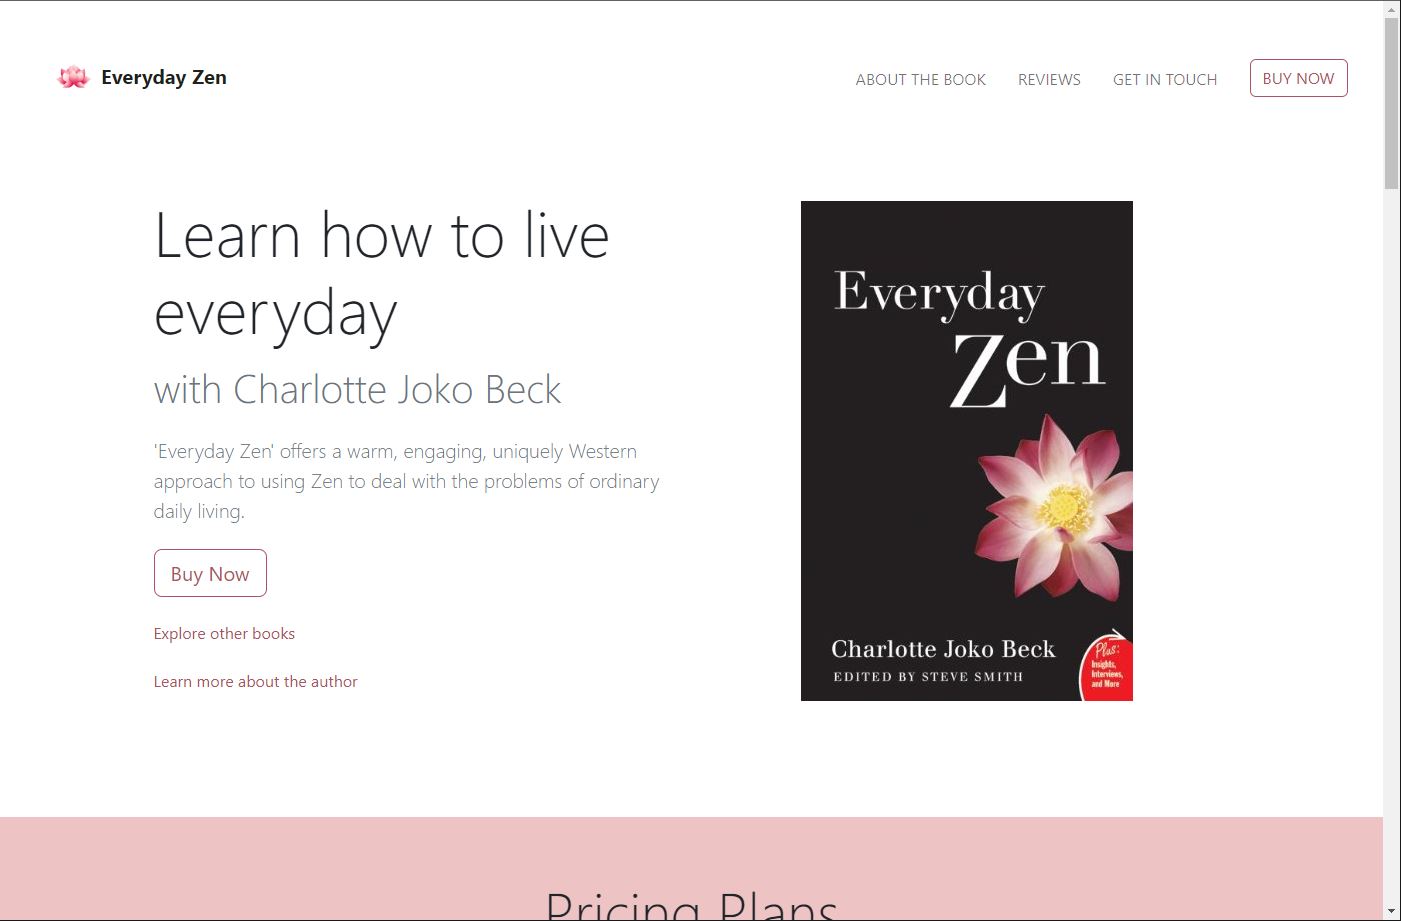 Everyday Zen
ABOUT THE BOOK
REVIEWS
GET IN TOUCH
BUY NOW
Learn how to live
everyday
with Charlotte Joko Beck
'Everyday Zen' offers a warm, engaging, uniquely Western
approach to using Zen to deal with the problems of ordinary
daily living.
Buy Now
Explore other books
Learn more about the author
Everyday
Zen
Charlotte Joko Beck
EDITED BY STEVE SMITH
Plus:
Insights,
Interviews,
and More
Pricing Plans